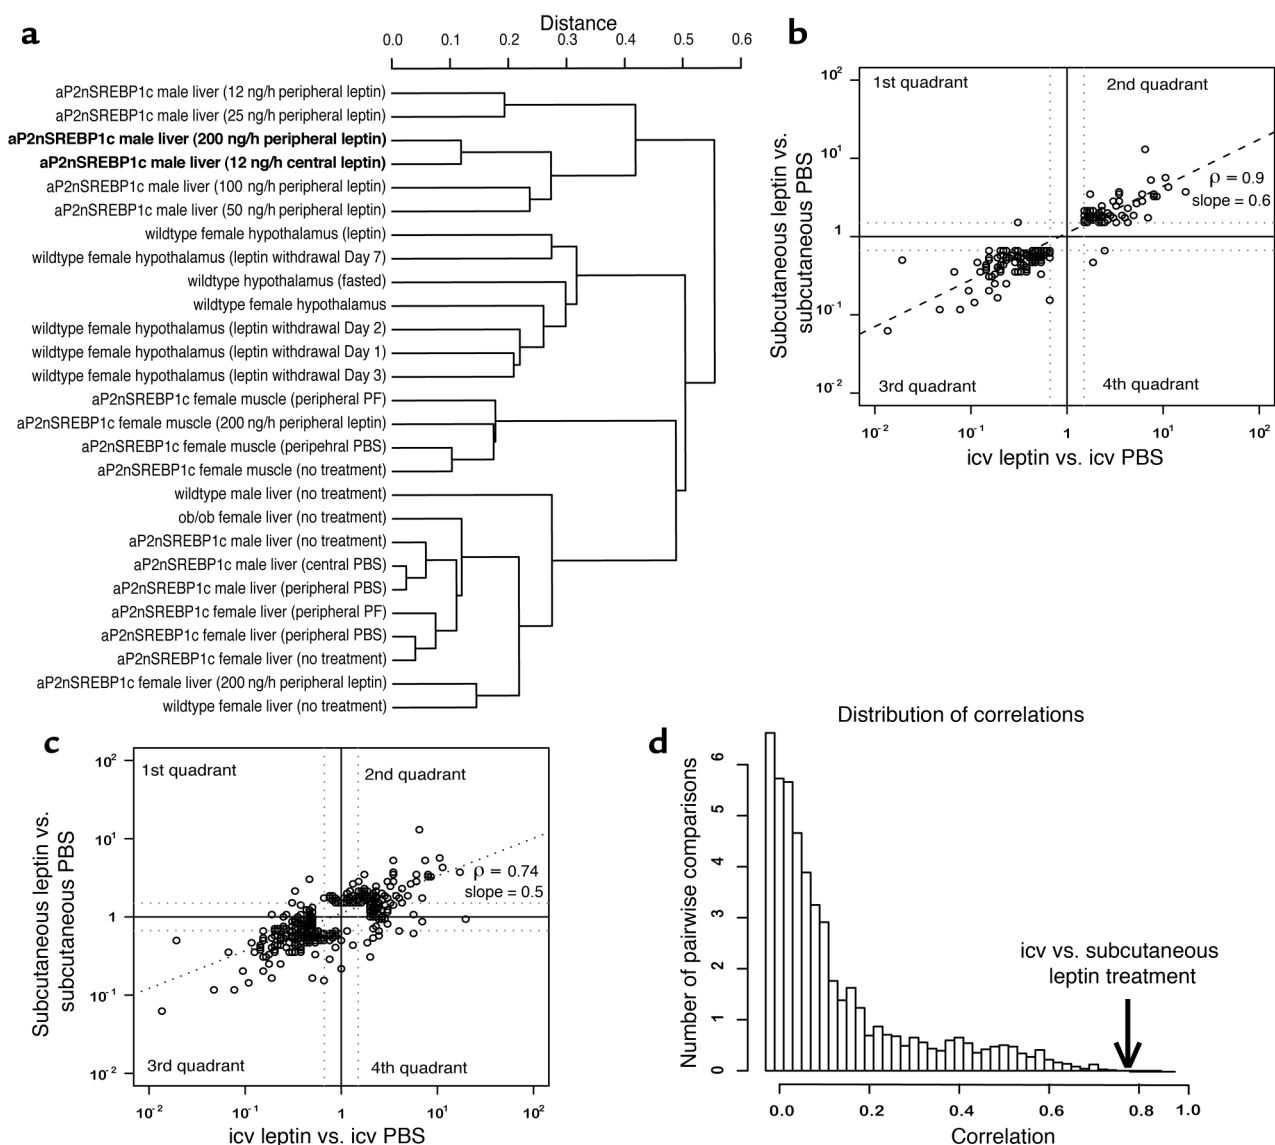 a
Distance
0.0 0.1 0.2 0.3 0.4 0.5 0.6
aP2nSREBP1c male liver (12 ng/h peripheral leptin)
aP2nSREBP1c male liver (25 ng/h peripheral leptin)
aP2nSREBP1c male liver (200 ng/h peripheral leptin)
aP2nSREBP1c male liver (12 ng/h central leptin)
aP2nSREBP1c male liver (100 ng/h peripheral leptin)
aP2nSREBP1c male liver (50 ng/h peripheral leptin)
wildtype female hypothalamus (leptin)
wildtype female hypothalamus (leptin withdrawal Day 7)
wildtype hypothalamus (fasted)
wildtype female hypothalamus
wildtype female hypothalamus (leptin withdrawal Day 2)
wildtype female hypothalamus (leptin withdrawal Day 1)
wildtype female hypothalamus (leptin withdrawal Day 3)
aP2nSREBP1c female muscle (peripheral PF)
aP2nSREBP1c female muscle (200 ng/h peripheral leptin)
aP2nSREBP1c female muscle (peripehral PBS)
aP2nSREBP1c female muscle (no treatment)
wildtype male liver (no treatment)
ob/ob female liver (no treatment)
aP2nSREBP1c male liver (no treatment)
aP2nSREBP1c male liver (central PBS)
aP2nSREBP1c male liver (peripheral PBS)
aP2nSREBP1c female liver (peripheral PF)
aP2nSREBP1c female liver (peripheral PBS)
aP2nSREBP1c female liver (no treatment)
aP2nSREBP1c female liver (200 ng/h peripheral leptin)
wildtype female liver (no treatment)
b
Subcutaneous leptin vs.
subcutaneous PBS
10²
10¹
1
10⁻¹
10⁻²
1st quadrant
2nd quadrant
ρ = 0.9
slope = 0.6
3rd quadrant
4th quadrant
10⁻² 10⁻¹ 1 10¹ 10²
icv leptin vs. icv PBS
c
Subcutaneous leptin vs.
subcutaneous PBS
10²
10¹
1
10⁻¹
10⁻²
1st quadrant
2nd quadrant
ρ = 0.74
slope = 0.5
3rd quadrant
4th quadrant
10⁻² 10⁻¹ 1 10¹ 10²
icv leptin vs. icv PBS
d
Distribution of correlations
Number of pairwise comparisons
6
5
4
3
2
1
0
icv vs. subcutaneous
leptin treatment
0.0 0.2 0.4 0.6 0.8 1.0
Correlation